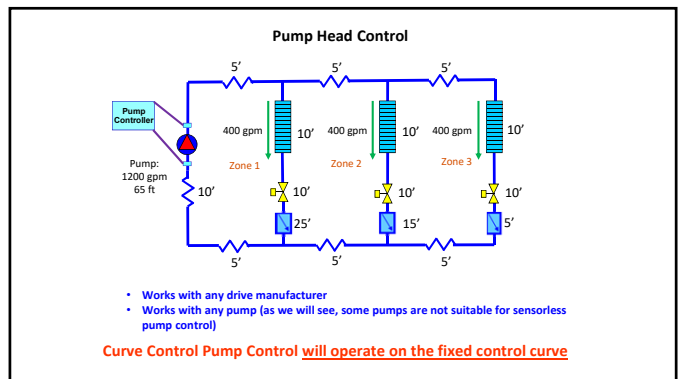 Pump Head Control
5’ 5’ 5’
Pump
Controller
400 gpm 10’ 400 gpm 10’ 400 gpm 10’
Zone 1 Zone 2 Zone 3
Pump:
1200 gpm
65 ft
10’ 10’ 10’ 10’
25’ 15’ 5’
5’ 5’ 5’
• Works with any drive manufacturer
• Works with any pump (as we will see, some pumps are not suitable for sensorless
pump control)
Curve Control Pump Control will operate on the fixed control curve